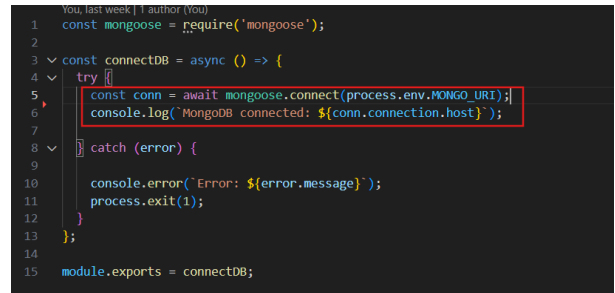 You, last week | 1 author (You)
1 const mongoose = require('mongoose');
2
3 const connectDB = async () => {
4 try {
5 const conn = await mongoose.connect(process.env.MONGO_URI);
6 console.log(`MongoDB connected: ${conn.connection.host}`);
7
8 } catch (error) {
9
10 console.error(`Error: ${error.message}`);
11 process.exit(1);
12 }
13 };
14
15 module.exports = connectDB;